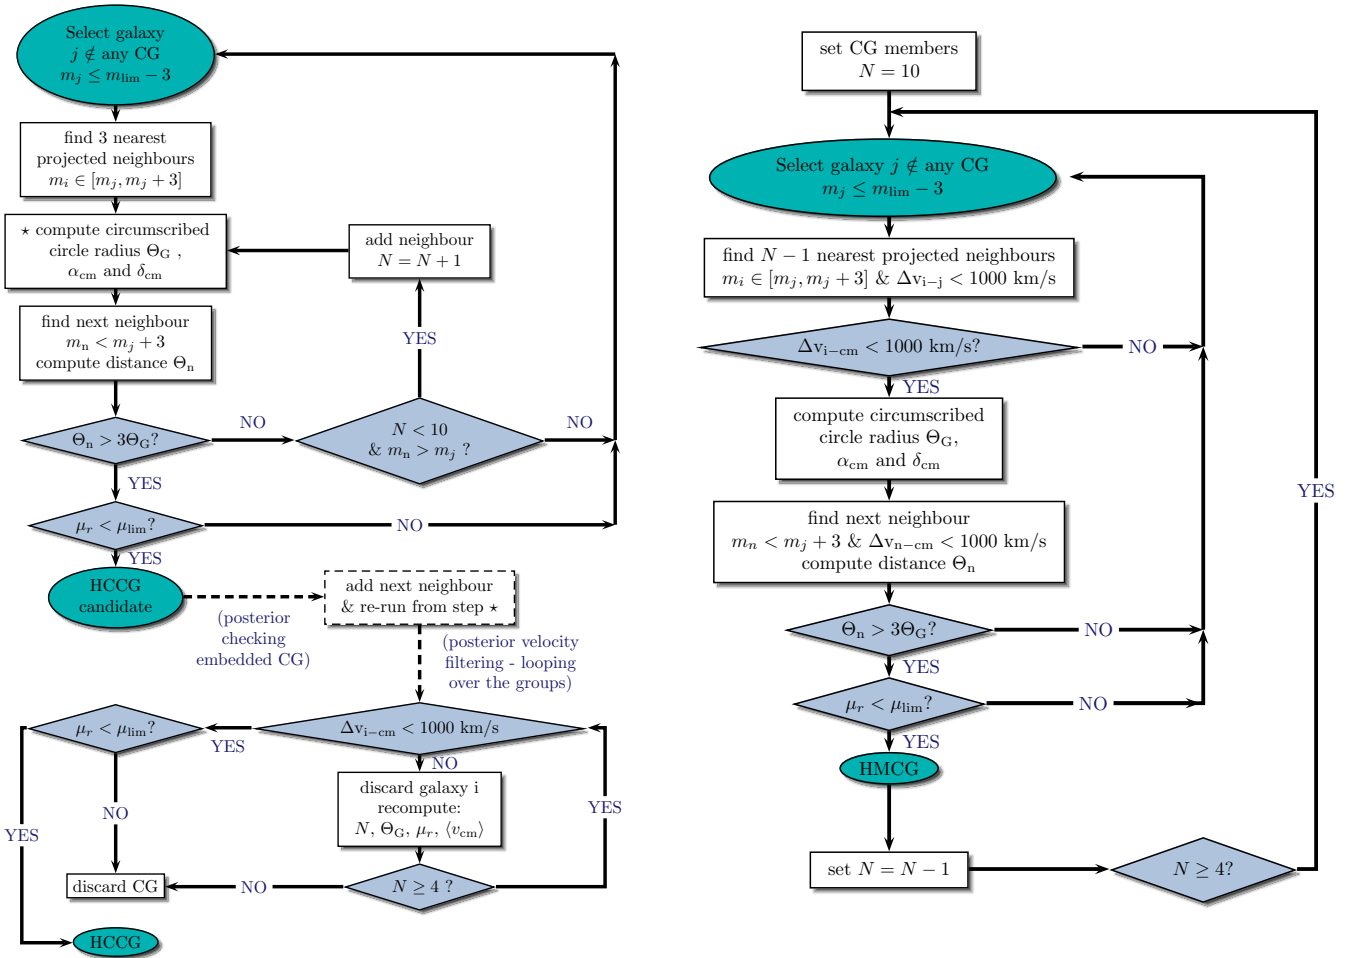 Select galaxy
j ∉ any CG
m_j ≤ m_lim − 3
find 3 nearest
projected neighbours
m_i ∈ [m_j, m_j + 3]
⋆ compute circumscribed
circle radius Θ_G ,
α_cm and δ_cm
add neighbour
N = N + 1
find next neighbour
m_n < m_j + 3
compute distance Θ_n
YES
Θ_n > 3Θ_G?
NO
N < 10
& m_n > m_j ?
NO
YES
μ_r < μ_lim?
NO
YES
HCCG
candidate
(posterior
checking
embedded CG)
add next neighbour
& re-run from step ⋆
(posterior velocity
filtering - looping
over the groups)
μ_r < μ_lim?
YES
Δv_i−cm < 1000 km/s
NO
discard galaxy i
recompute:
N, Θ_G, μ_r, ⟨v_cm⟩
YES
NO
YES
discard CG
NO
N ≥ 4 ?
HCCG
set CG members
N = 10
Select galaxy j ∉ any CG
m_j ≤ m_lim − 3
find N − 1 nearest projected neighbours
m_i ∈ [m_j, m_j + 3] & Δv_i−j < 1000 km/s
Δv_i−cm < 1000 km/s?
NO
YES
compute circumscribed
circle radius Θ_G,
α_cm and δ_cm
find next neighbour
m_n < m_j + 3 & Δv_n−cm < 1000 km/s
compute distance Θ_n
YES
Θ_n > 3Θ_G?
NO
YES
μ_r < μ_lim?
NO
YES
HMCG
set N = N − 1
N ≥ 4?